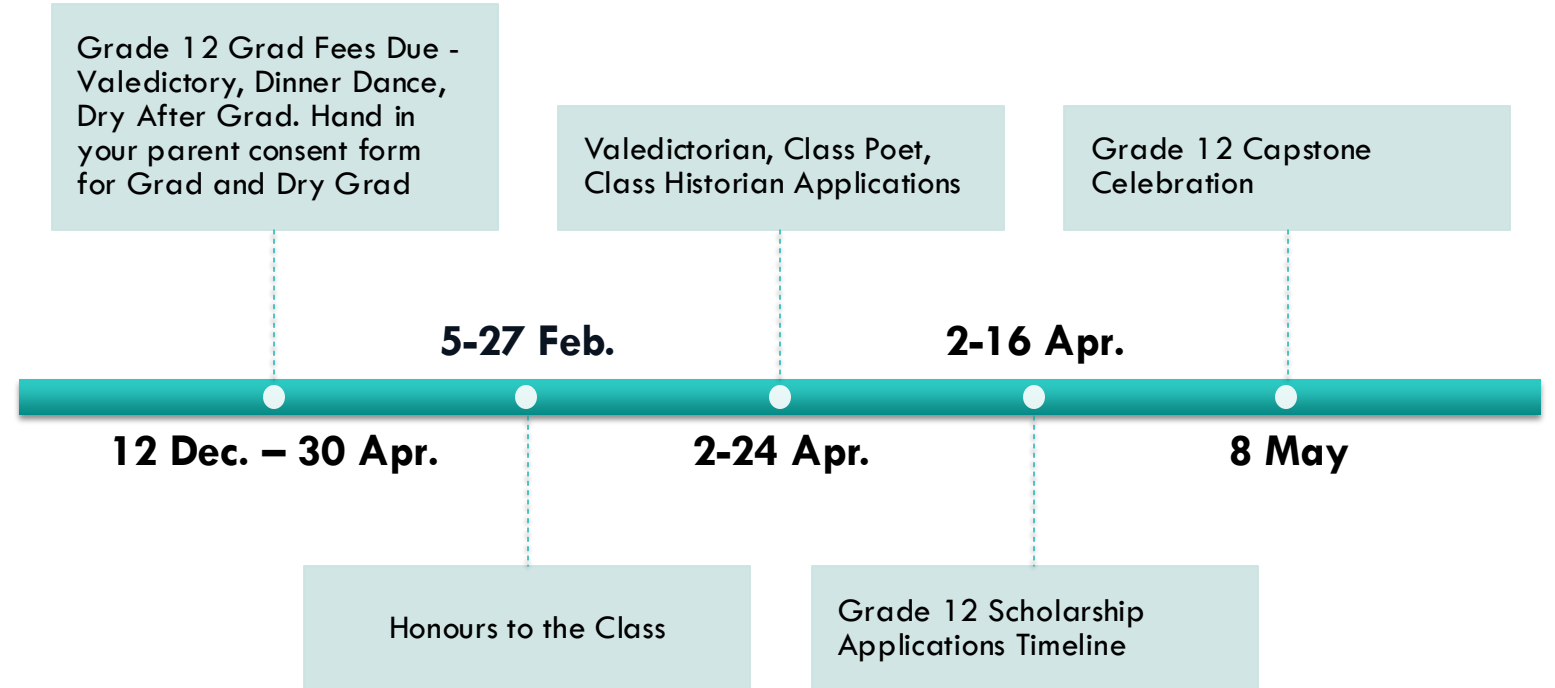 Grade 12 Grad Fees Due -
Valedictory, Dinner Dance,
Dry After Grad. Hand in
your parent consent form
for Grad and Dry Grad
Valedictorian, Class Poet,
Class Historian Applications
Grade 12 Capstone
Celebration
5-27 Feb.
2-16 Apr.
12 Dec. – 30 Apr.
2-24 Apr.
8 May
Honours to the Class
Grade 12 Scholarship
Applications Timeline